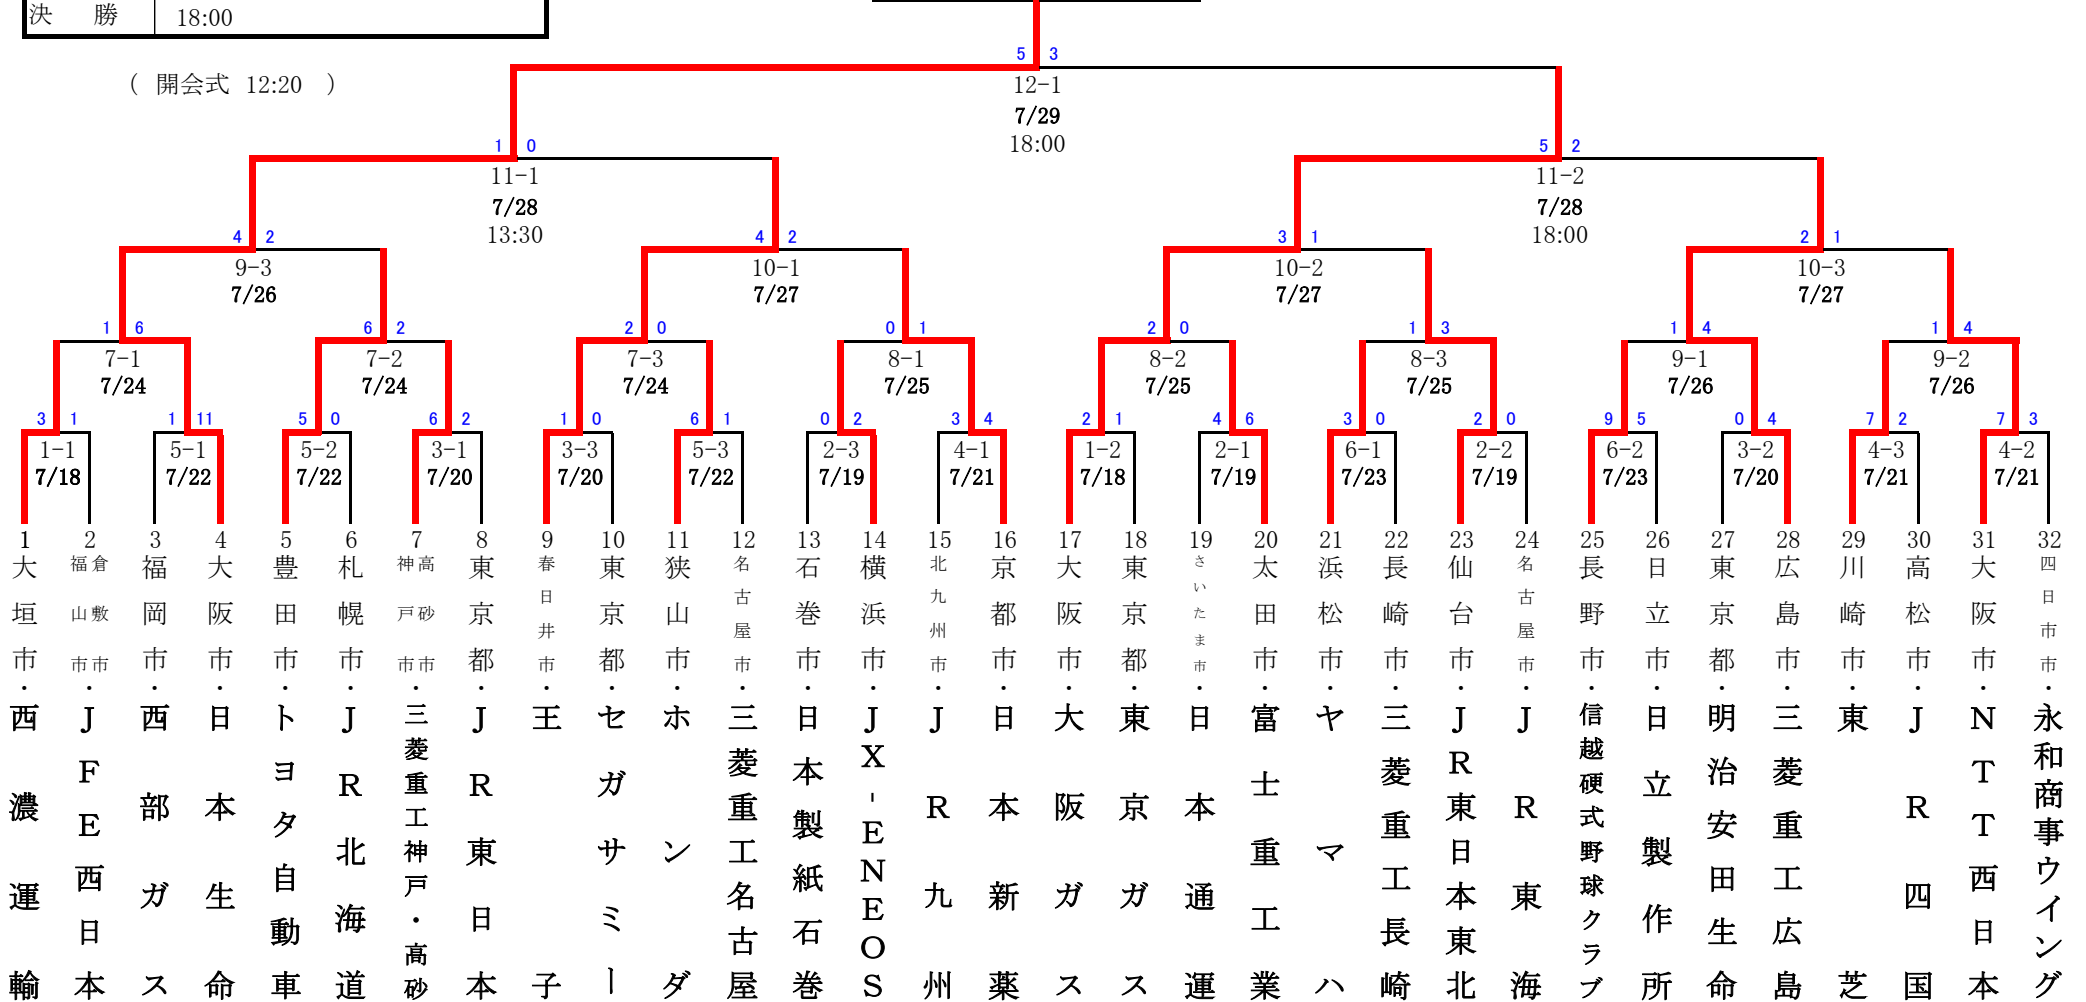 決 勝 18:00
( 開会式 12:20 )
5 3
12-1
7/29
18:00
1 0
5 2
11-1
11-2
7/28
7/28
13:30
18:00
4 2
4 2
3 1
2 1
9-3
10-1
10-2
10-3
7/26
7/27
7/27
7/27
1 6
6 2
2 0
0 1
2 0
1 3
1 4
1 4
7-1
7-2
7-3
8-1
8-2
8-3
9-1
9-2
7/24
7/24
7/24
7/25
7/25
7/25
7/26
7/26
3 1
1 11
5 0
6 2
1 0
6 1
0 2
3 4
2 1
4 6
3 0
2 0
9 5
0 4
7 2
7 3
1-1
5-1
5-2
3-1
3-3
5-3
2-3
4-1
1-2
2-1
6-1
2-2
6-2
3-2
4-3
4-2
7/18
7/22
7/22
7/20
7/20
7/22
7/19
7/21
7/18
7/19
7/23
7/19
7/23
7/20
7/21
7/21
1 大垣市・西濃運輸
2 倉敷市福山市・JFE西日本
3 福岡市・西部ガス
4 大阪市・日本生命
5 豊田市・トヨタ自動車
6 札幌市・JR北海道
7 高砂市神戸市・三菱重工神戸・高砂
8 東京都・JR東日本
9 春日井市・王子
10 東京都・セガサミー
11 狭山市・ホンダ
12 名古屋市・三菱重工名古屋
13 石巻市・日本製紙石巻
14 横浜市・JX-ENEOS
15 北九州市・JR九州
16 京都市・日本新薬
17 大阪市・大阪ガス
18 東京都・東京ガス
19 さいたま市・日本通運
20 太田市・富士重工業
21 浜松市・ヤマハ
22 長崎市・三菱重工長崎
23 仙台市・JR東日本東北
24 名古屋市・JR東海
25 長野市・信越硬式野球クラブ
26 日立市・日立製作所
27 東京都・明治安田生命
28 広島市・三菱重工広島
29 川崎市・東芝
30 高松市・JR四国
31 大阪市・NTT西日本
32 四日市市・永和商事ウイング